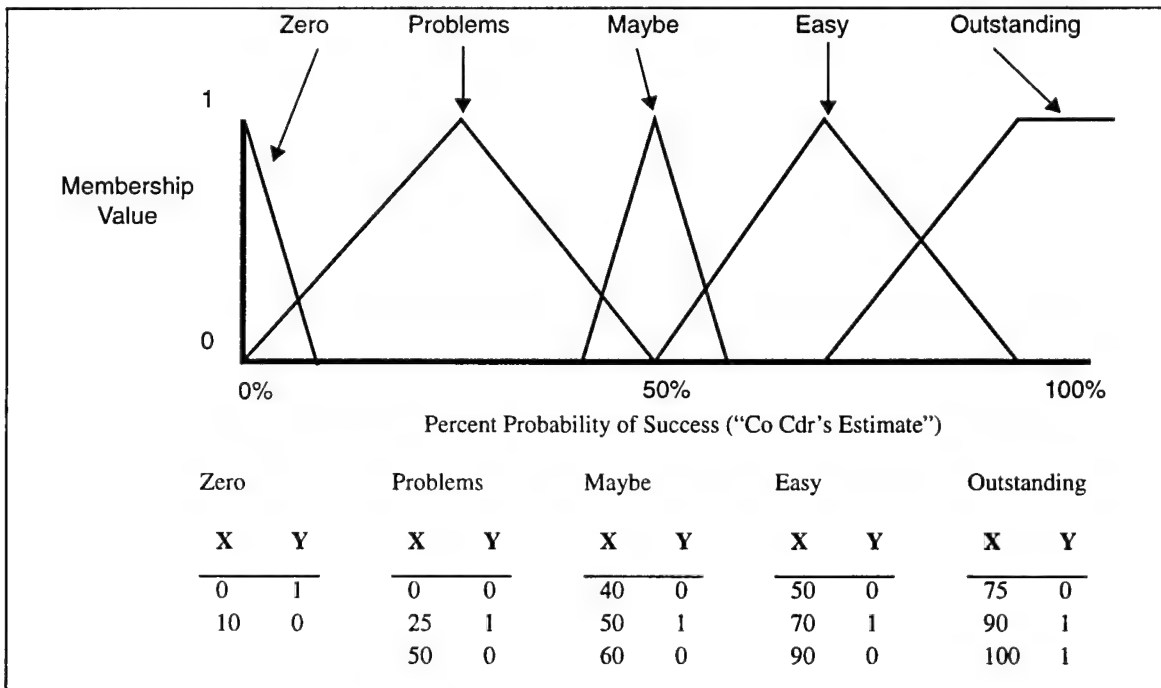 Zero Problems Maybe Easy Outstanding
1
Membership
Value
0
0% 50% 100%
Percent Probability of Success ("Co Cdr's Estimate")
Zero Problems Maybe Easy Outstanding
X Y X Y X Y X Y X Y
0 1 0 0 40 0 50 0 75 0
10 0 25 1 50 1 70 1 90 1
50 0 60 0 90 0 100 1